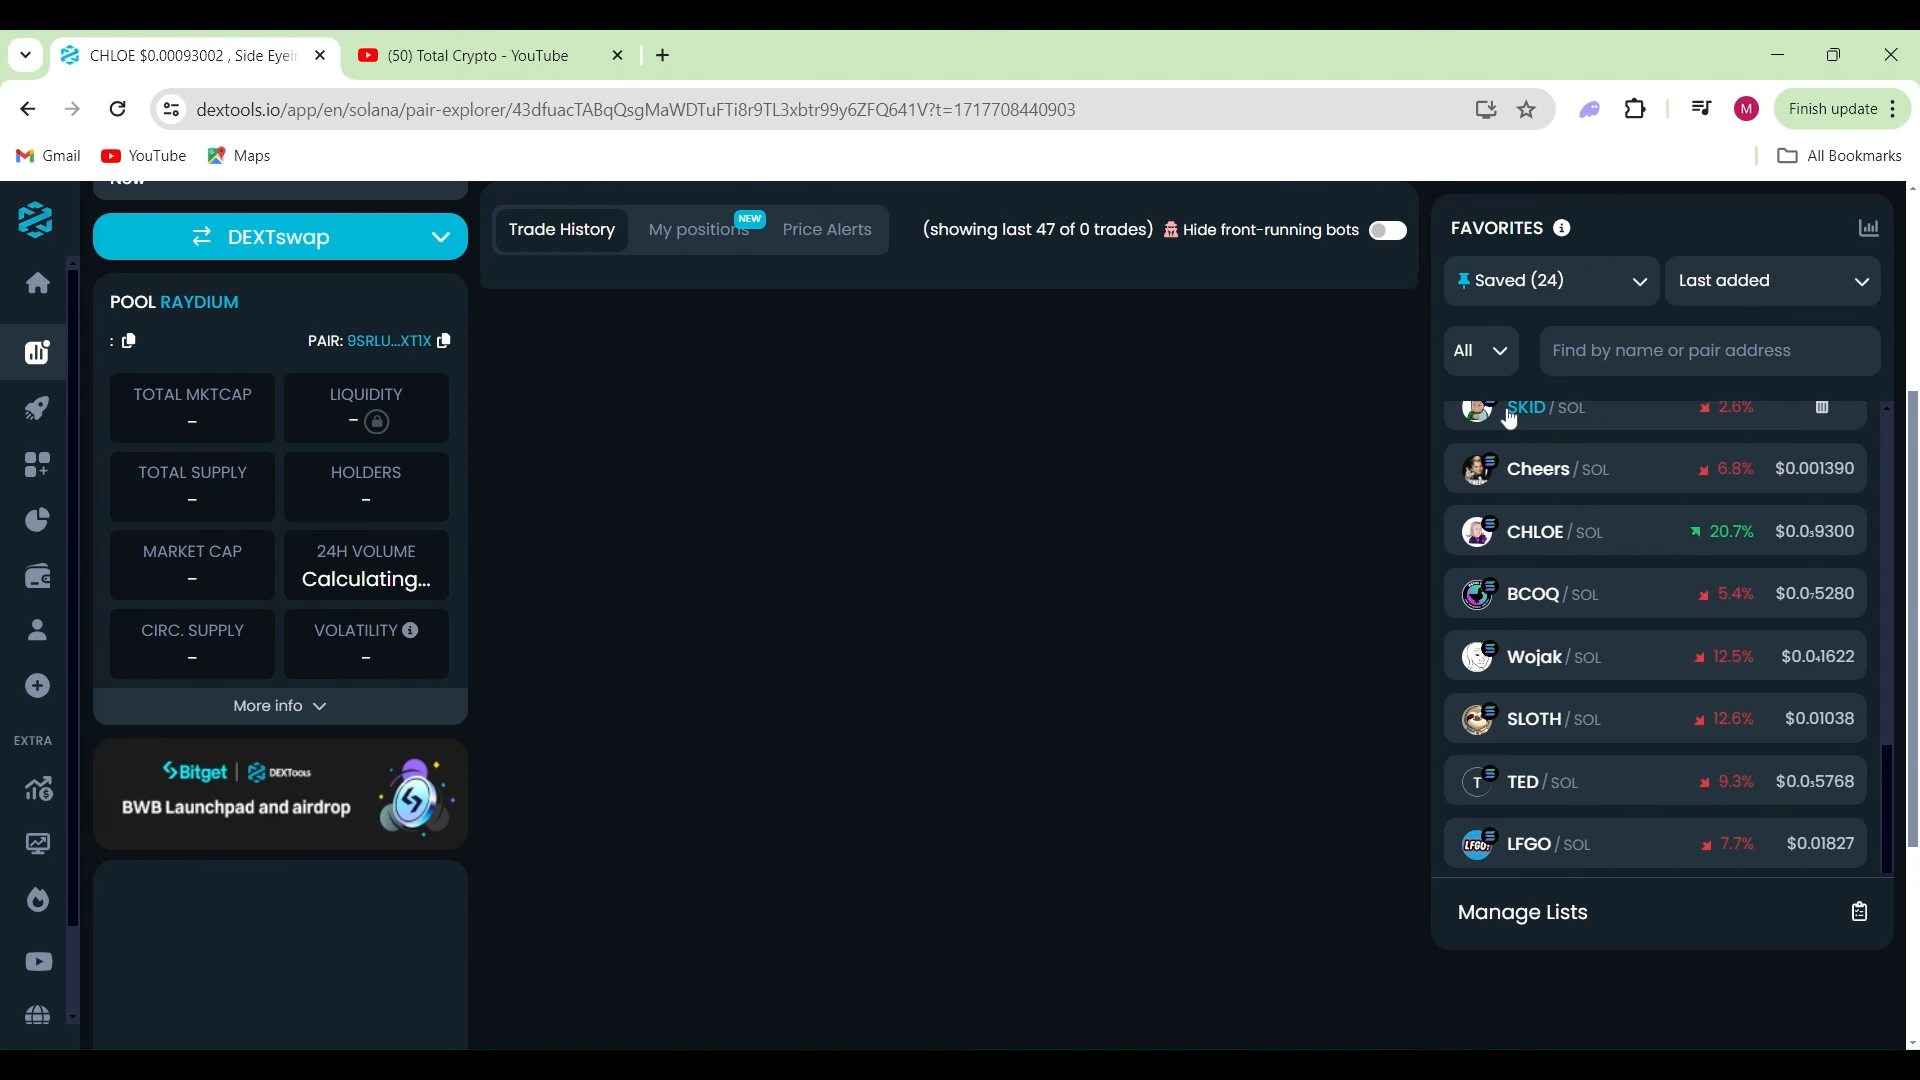 CHLOE $0.00093002 , Side Eyein
(50) Total Crypto - YouTube
dextools.io/app/en/solana/pair-explorer/43dfuacTABqQsgMaWDTuFTi8r9TL3xbtr99y6ZFQ641V?t=1717708440903
M
Finish update
Gmail
YouTube
Maps
All Bookmarks
DEXTswap
POOL RAYDIUM
:
PAIR: 9SRLU...XT1X
TOTAL MKTCAP
-
LIQUIDITY
-
TOTAL SUPPLY
-
HOLDERS
-
MARKET CAP
-
24H VOLUME
Calculating...
CIRC. SUPPLY
-
VOLATILITY
-
More info
EXTRA
Bitget | DEXTools
BWB Launchpad and airdrop
Trade History
My positions
NEW
Price Alerts
(showing last 47 of 0 trades)
Hide front-running bots
FAVORITES
Saved (24)
Last added
All
Find by name or pair address
SKID / SOL 2.6%
Cheers / SOL 6.8% $0.001390
CHLOE / SOL 20.7% $0.0₃9300
BCOQ / SOL 5.4% $0.0₇5280
Wojak / SOL 12.5% $0.0₄1622
SLOTH / SOL 12.6% $0.01038
T TED / SOL 9.3% $0.0₃5768
LFGO! LFGO / SOL 7.7% $0.01827
Manage Lists